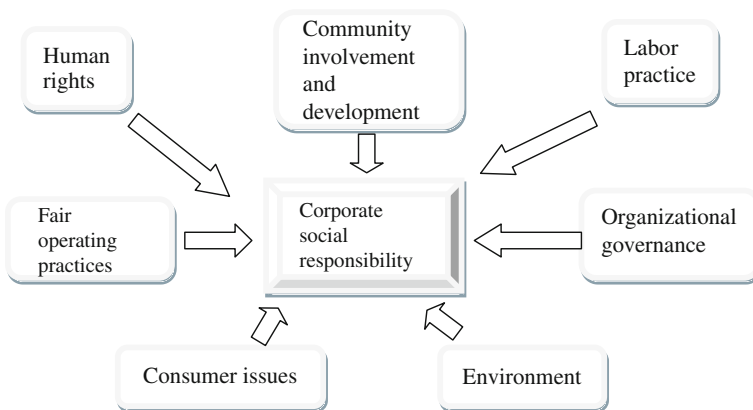 Human
rights
Community
involvement
and
development
Labor
practice
Fair
operating
practices
Corporate
social
responsibility
Organizational
governance
Consumer issues
Environment